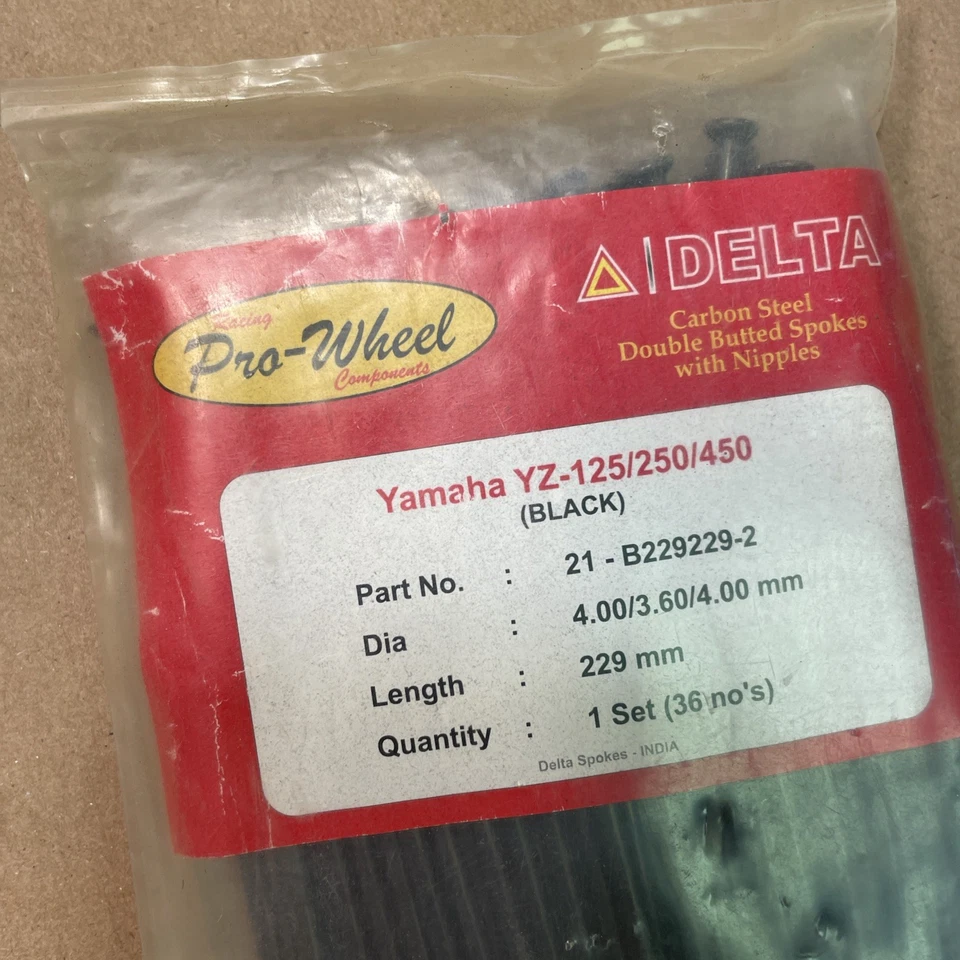 Racing
Pro-Wheel
Components
DELTA
Carbon Steel
Double Butted Spokes
with Nipples
Yamaha YZ-125/250/450
(BLACK)
Part No. : 21 - B229229-2
Dia : 4.00/3.60/4.00 mm
Length : 229 mm
Quantity : 1 Set (36 no's)
Delta Spokes - INDIA